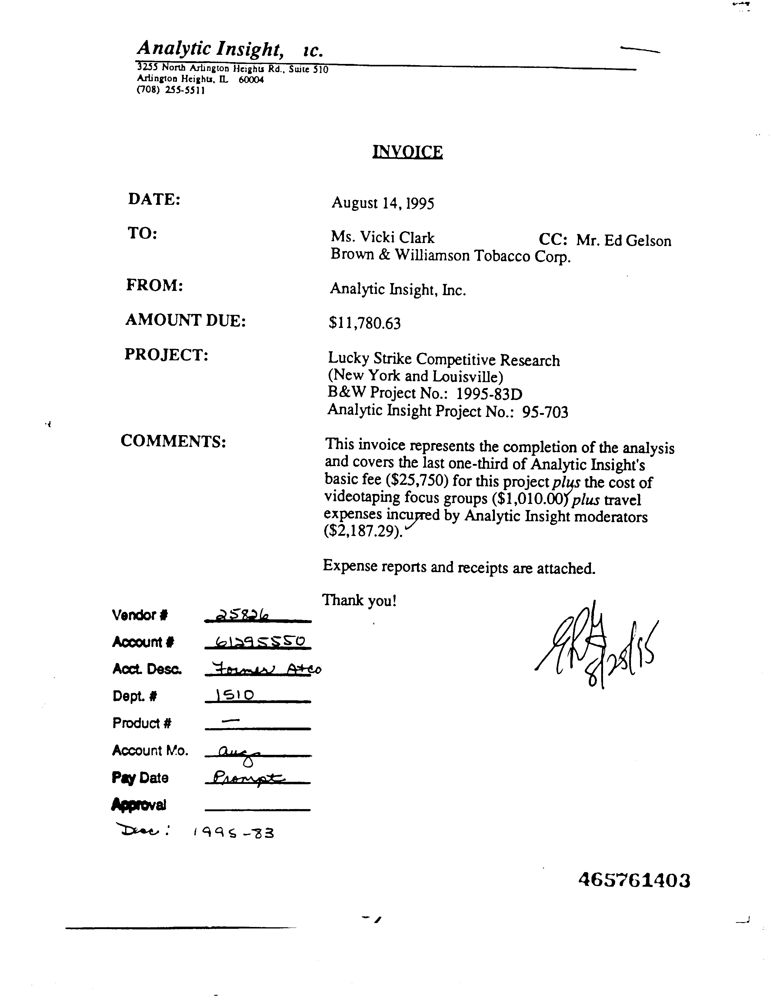 Analytic Insight, IC.
3255 North Arlington Heights Rd., Suite 510
Arlington Heights, IL 60004
(708) 255-5511
INVOICE
DATE: August 14, 1995
TO: Ms. Vicki Clark CC: Mr. Ed Gelson
Brown & Williamson Tobacco Corp.
FROM: Analytic Insight, Inc.
AMOUNT DUE: $11,780.63
PROJECT: Lucky Strike Competitive Research
(New York and Louisville)
B&W Project No.: 1995-83D
Analytic Insight Project No.: 95-703
COMMENTS: This invoice represents the completion of the analysis
and covers the last one-third of Analytic Insight's
basic fee ($25,750) for this project plus the cost of
videotaping focus groups ($1,010.00) plus travel
expenses incurred by Analytic Insight moderators
($2,187.29).
Expense reports and receipts are attached.
Thank you!
Vendor # 25826
Account # 61295550
Acct. Desc. Former Atco
Dept. # 1510
Product # —
Account Mo. Aug
Pay Date Prompt
Approval
Desc: 1995-83
8/28/95
465761403